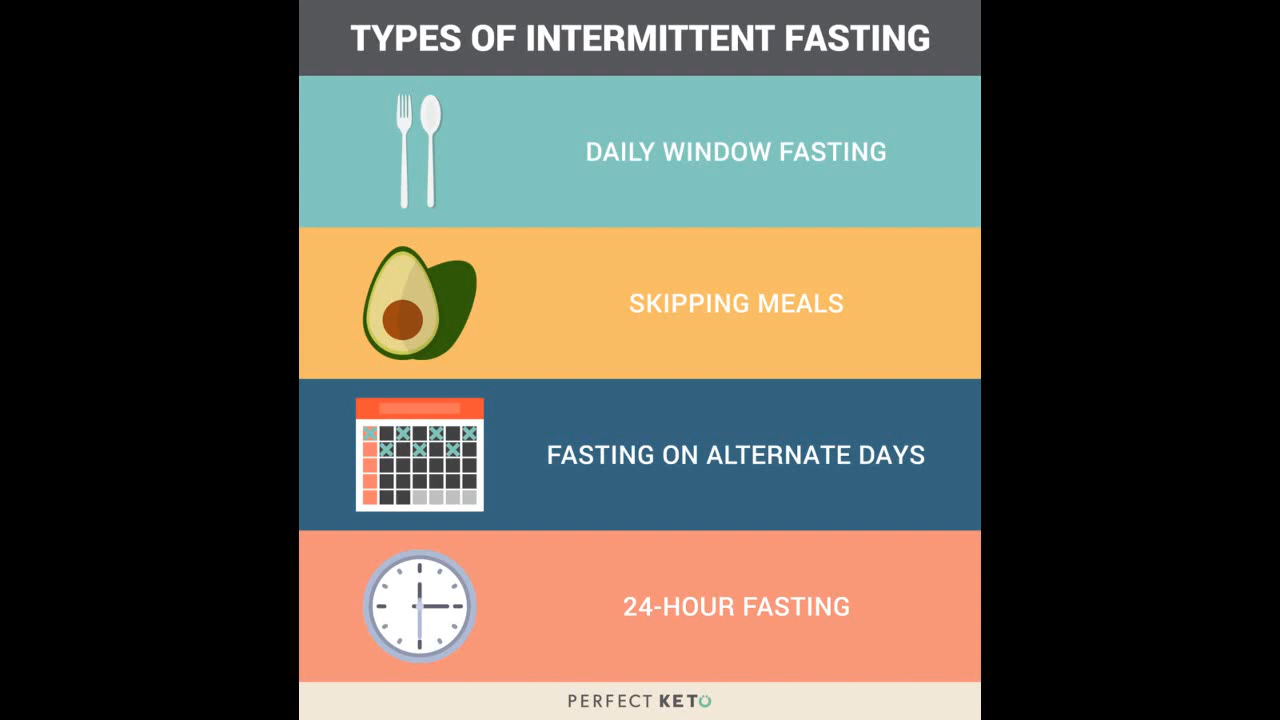 TYPES OF INTERMITTENT FASTING
DAILY WINDOW FASTING
SKIPPING MEALS
FASTING ON ALTERNATE DAYS
24-HOUR FASTING
PERFECT KETO